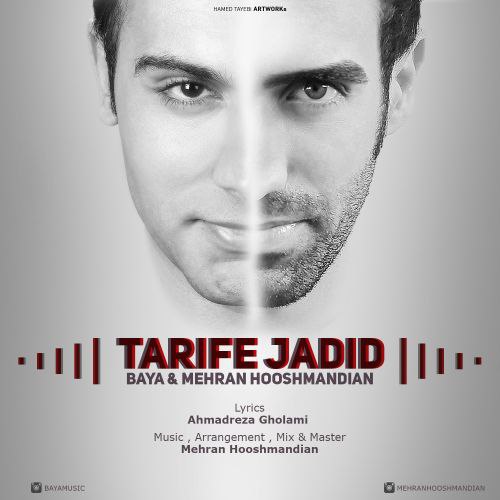 HAMED TAYEBI ARTWORKs
TARIFE JADID
BAYA & MEHRAN HOOSHMANDIAN
Lyrics
Ahmadreza Gholami
Music , Arrangement , Mix & Master
Mehran Hooshmandian
BAYAMUSIC
MEHRANHOOSHMANDIAN